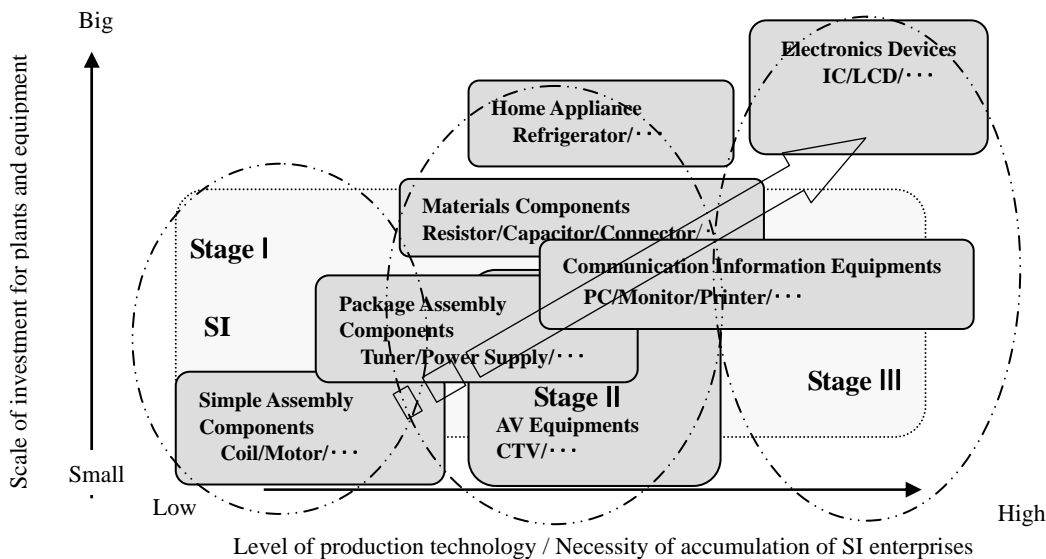 Big
Scale of investment for plants and equipment
Electronics Devices
IC/LCD/・・・
Home Appliance
Refrigerator/・・・
Materials Components
Resistor/Capacitor/Connector/・・
Stage I
Communication Information Equipments
PC/Monitor/Printer/・・・
Package Assembly
Components
Tuner/Power Supply/・・・
SI
Stage II
Stage III
Simple Assembly
Components
Coil/Motor/・・・
AV Equipments
CTV/・・・
Small
Low
High
Level of production technology / Necessity of accumulation of SI enterprises